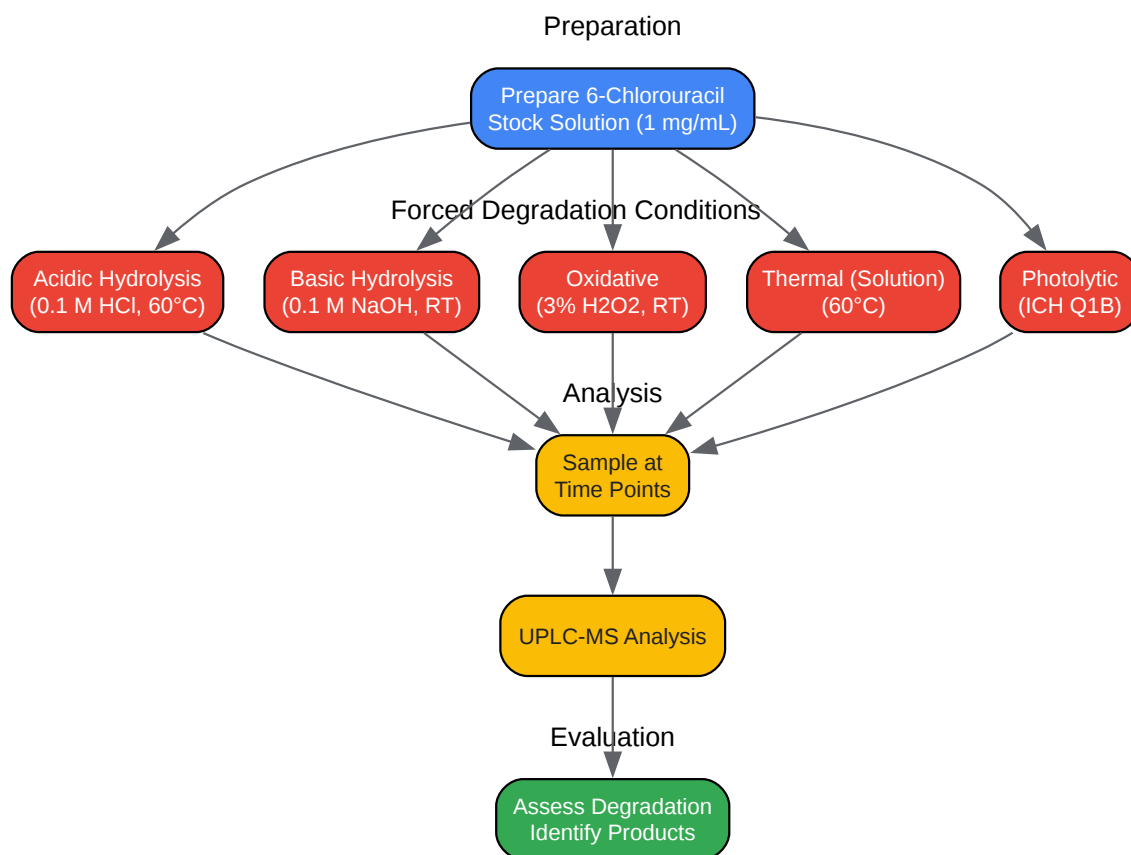 Preparation
Prepare 6-Chlorouracil
Stock Solution (1 mg/mL)
Forced Degradation Conditions
Acidic Hydrolysis
(0.1 M HCl, 60°C)
Basic Hydrolysis
(0.1 M NaOH, RT)
Oxidative
(3% H2O2, RT)
Thermal (Solution)
(60°C)
Photolytic
(ICH Q1B)
Analysis
Sample at
Time Points
UPLC-MS Analysis
Evaluation
Assess Degradation
Identify Products